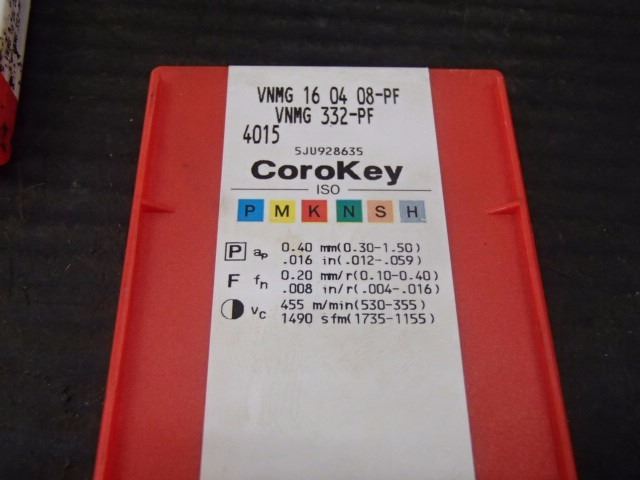 VNMG 16 04 08-PF
VNMG 332-PF
4015
5JU928635
CoroKey
ISO
P M K N S H
P ap 0.40 mm(0.30-1.50)
.016 in(.012-.059)
F fn 0.20 mm/r(0.10-0.40)
.008 in/r(.004-.016)
vc 455 m/min(530-355)
1490 sfm(1735-1155)